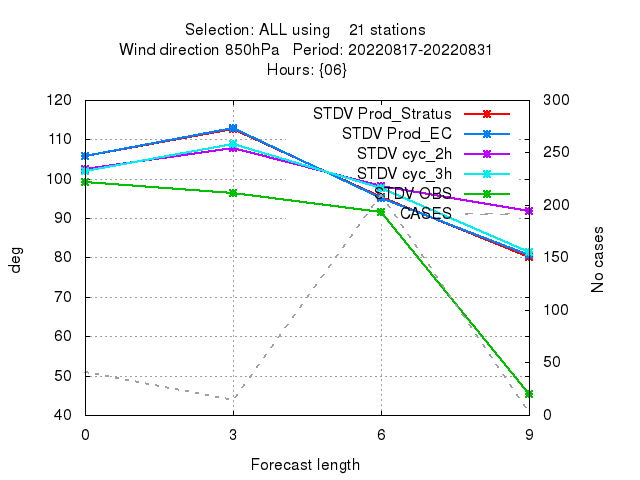 Selection: ALL using 21 stations
Wind direction 850hPa Period: 20220817-20220831
Hours: {06}
120
110
100
90
80
70
60
50
40
300
250
200
150
100
50
0
STDV Prod_Stratus
STDV Prod_EC
STDV cyc_2h
STDV cyc_3h
STDV OBS
CASES
deg
No cases
0 3 6 9
Forecast length